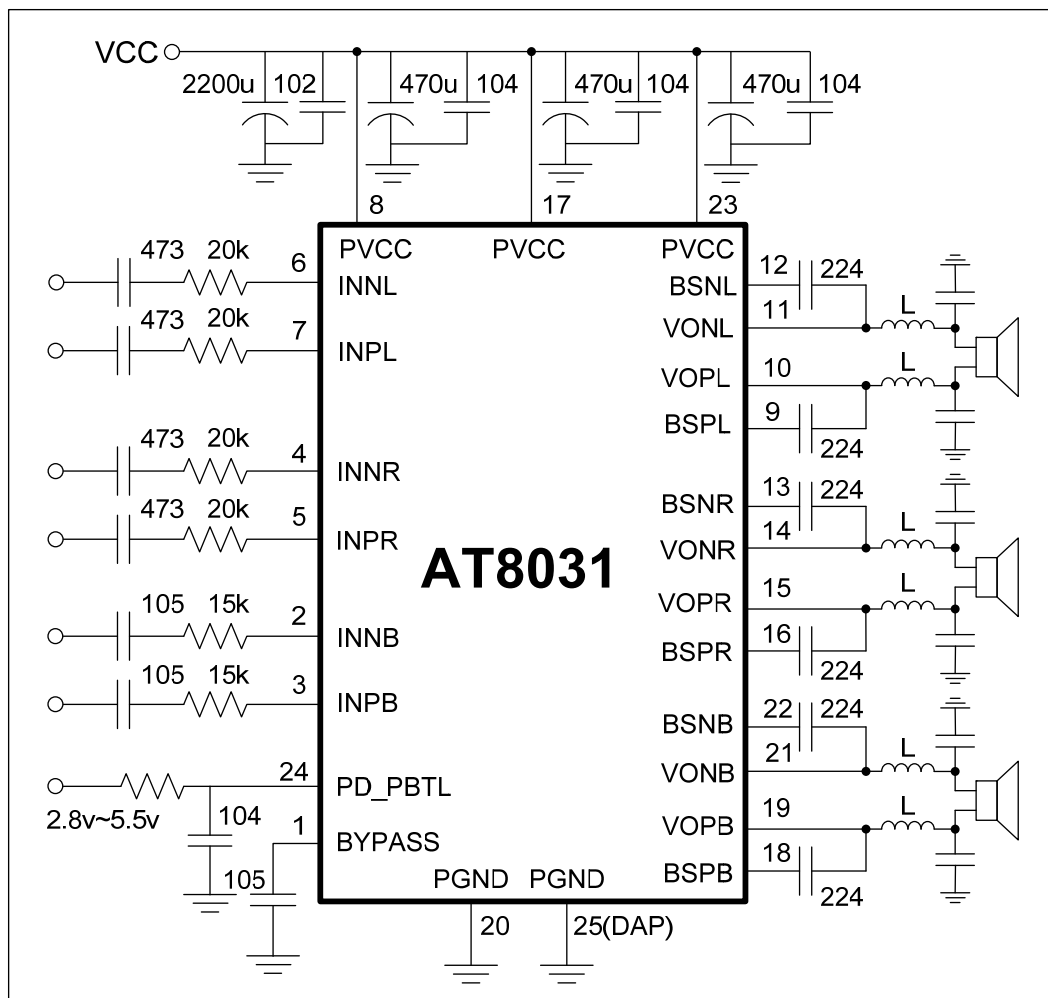 VCC
2200u 102 470u 104 470u 104 470u 104
8 17 23
PVCC PVCC PVCC
473 20k 6 INNL
473 20k 7 INPL
473 20k 4 INNR
473 20k 5 INPR
105 15k 2 INNB
105 15k 3 INPB
24 PD_PBTL
2.8v~5.5v
104
1 BYPASS
105
AT8031
BSNL 12 224
VONL 11 L
VOPL 10 L
BSPL 9 224
BSNR 13 224
VONR 14 L
VOPR 15 L
BSPR 16 224
BSNB 22 224
VONB 21 L
VOPB 19 L
BSPB 18 224
PGND PGND
20 25(DAP)